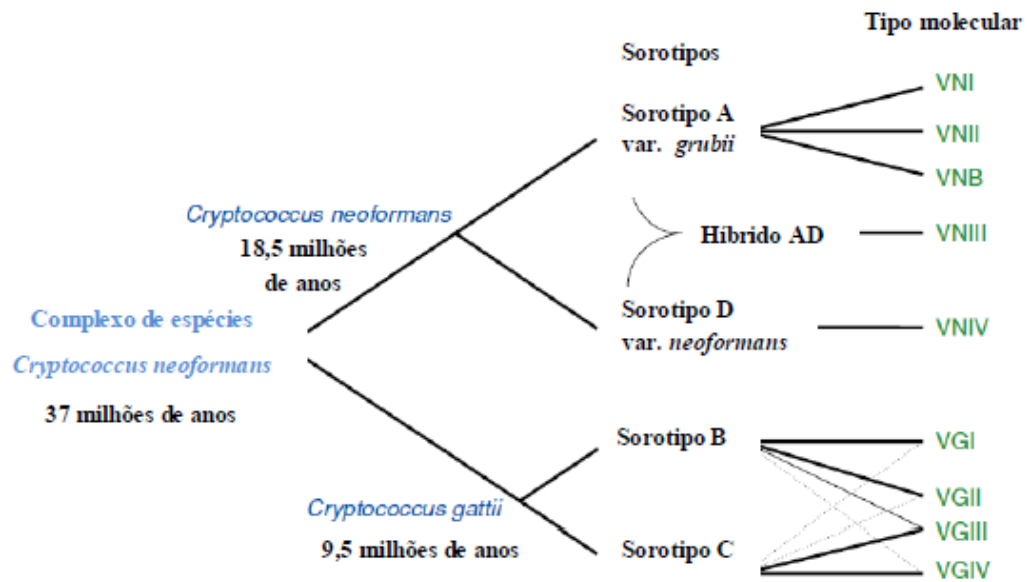 Tipo molecular
Sorotipos
VNI
Sorotipo A
var. grubii
VNII
VNB
Cryptococcus neoformans
18,5 milhões
de anos
Híbrido AD
VNIII
Complexo de espécies
Cryptococcus neoformans
37 milhões de anos
Sorotipo D
var. neoformans
VNIV
Sorotipo B
VGI
VGII
Cryptococcus gattii
9,5 milhões de anos
VGIII
Sorotipo C
VGIV